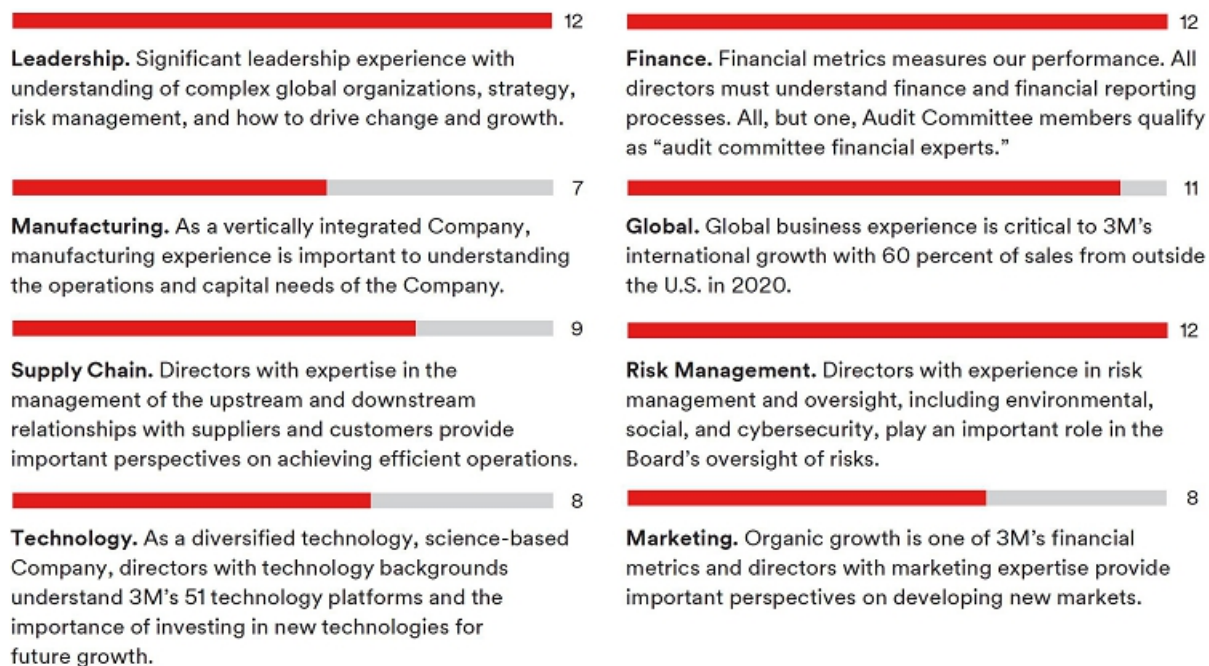 12
Leadership. Significant leadership experience with
understanding of complex global organizations, strategy,
risk management, and how to drive change and growth.
7
Manufacturing. As a vertically integrated Company,
manufacturing experience is important to understanding
the operations and capital needs of the Company.
9
Supply Chain. Directors with expertise in the
management of the upstream and downstream
relationships with suppliers and customers provide
important perspectives on achieving efficient operations.
8
Technology. As a diversified technology, science-based
Company, directors with technology backgrounds
understand 3M's 51 technology platforms and the
importance of investing in new technologies for
future growth.
12
Finance. Financial metrics measures our performance. All
directors must understand finance and financial reporting
processes. All, but one, Audit Committee members qualify
as “audit committee financial experts.”
11
Global. Global business experience is critical to 3M's
international growth with 60 percent of sales from outside
the U.S. in 2020.
12
Risk Management. Directors with experience in risk
management and oversight, including environmental,
social, and cybersecurity, play an important role in the
Board's oversight of risks.
8
Marketing. Organic growth is one of 3M's financial
metrics and directors with marketing expertise provide
important perspectives on developing new markets.